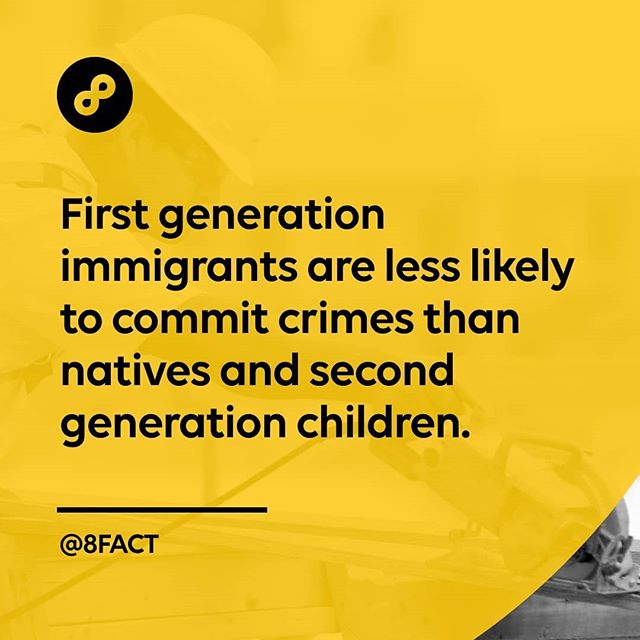 First generation
immigrants are less likely
to commit crimes than
natives and second
generation children.
@8FACT